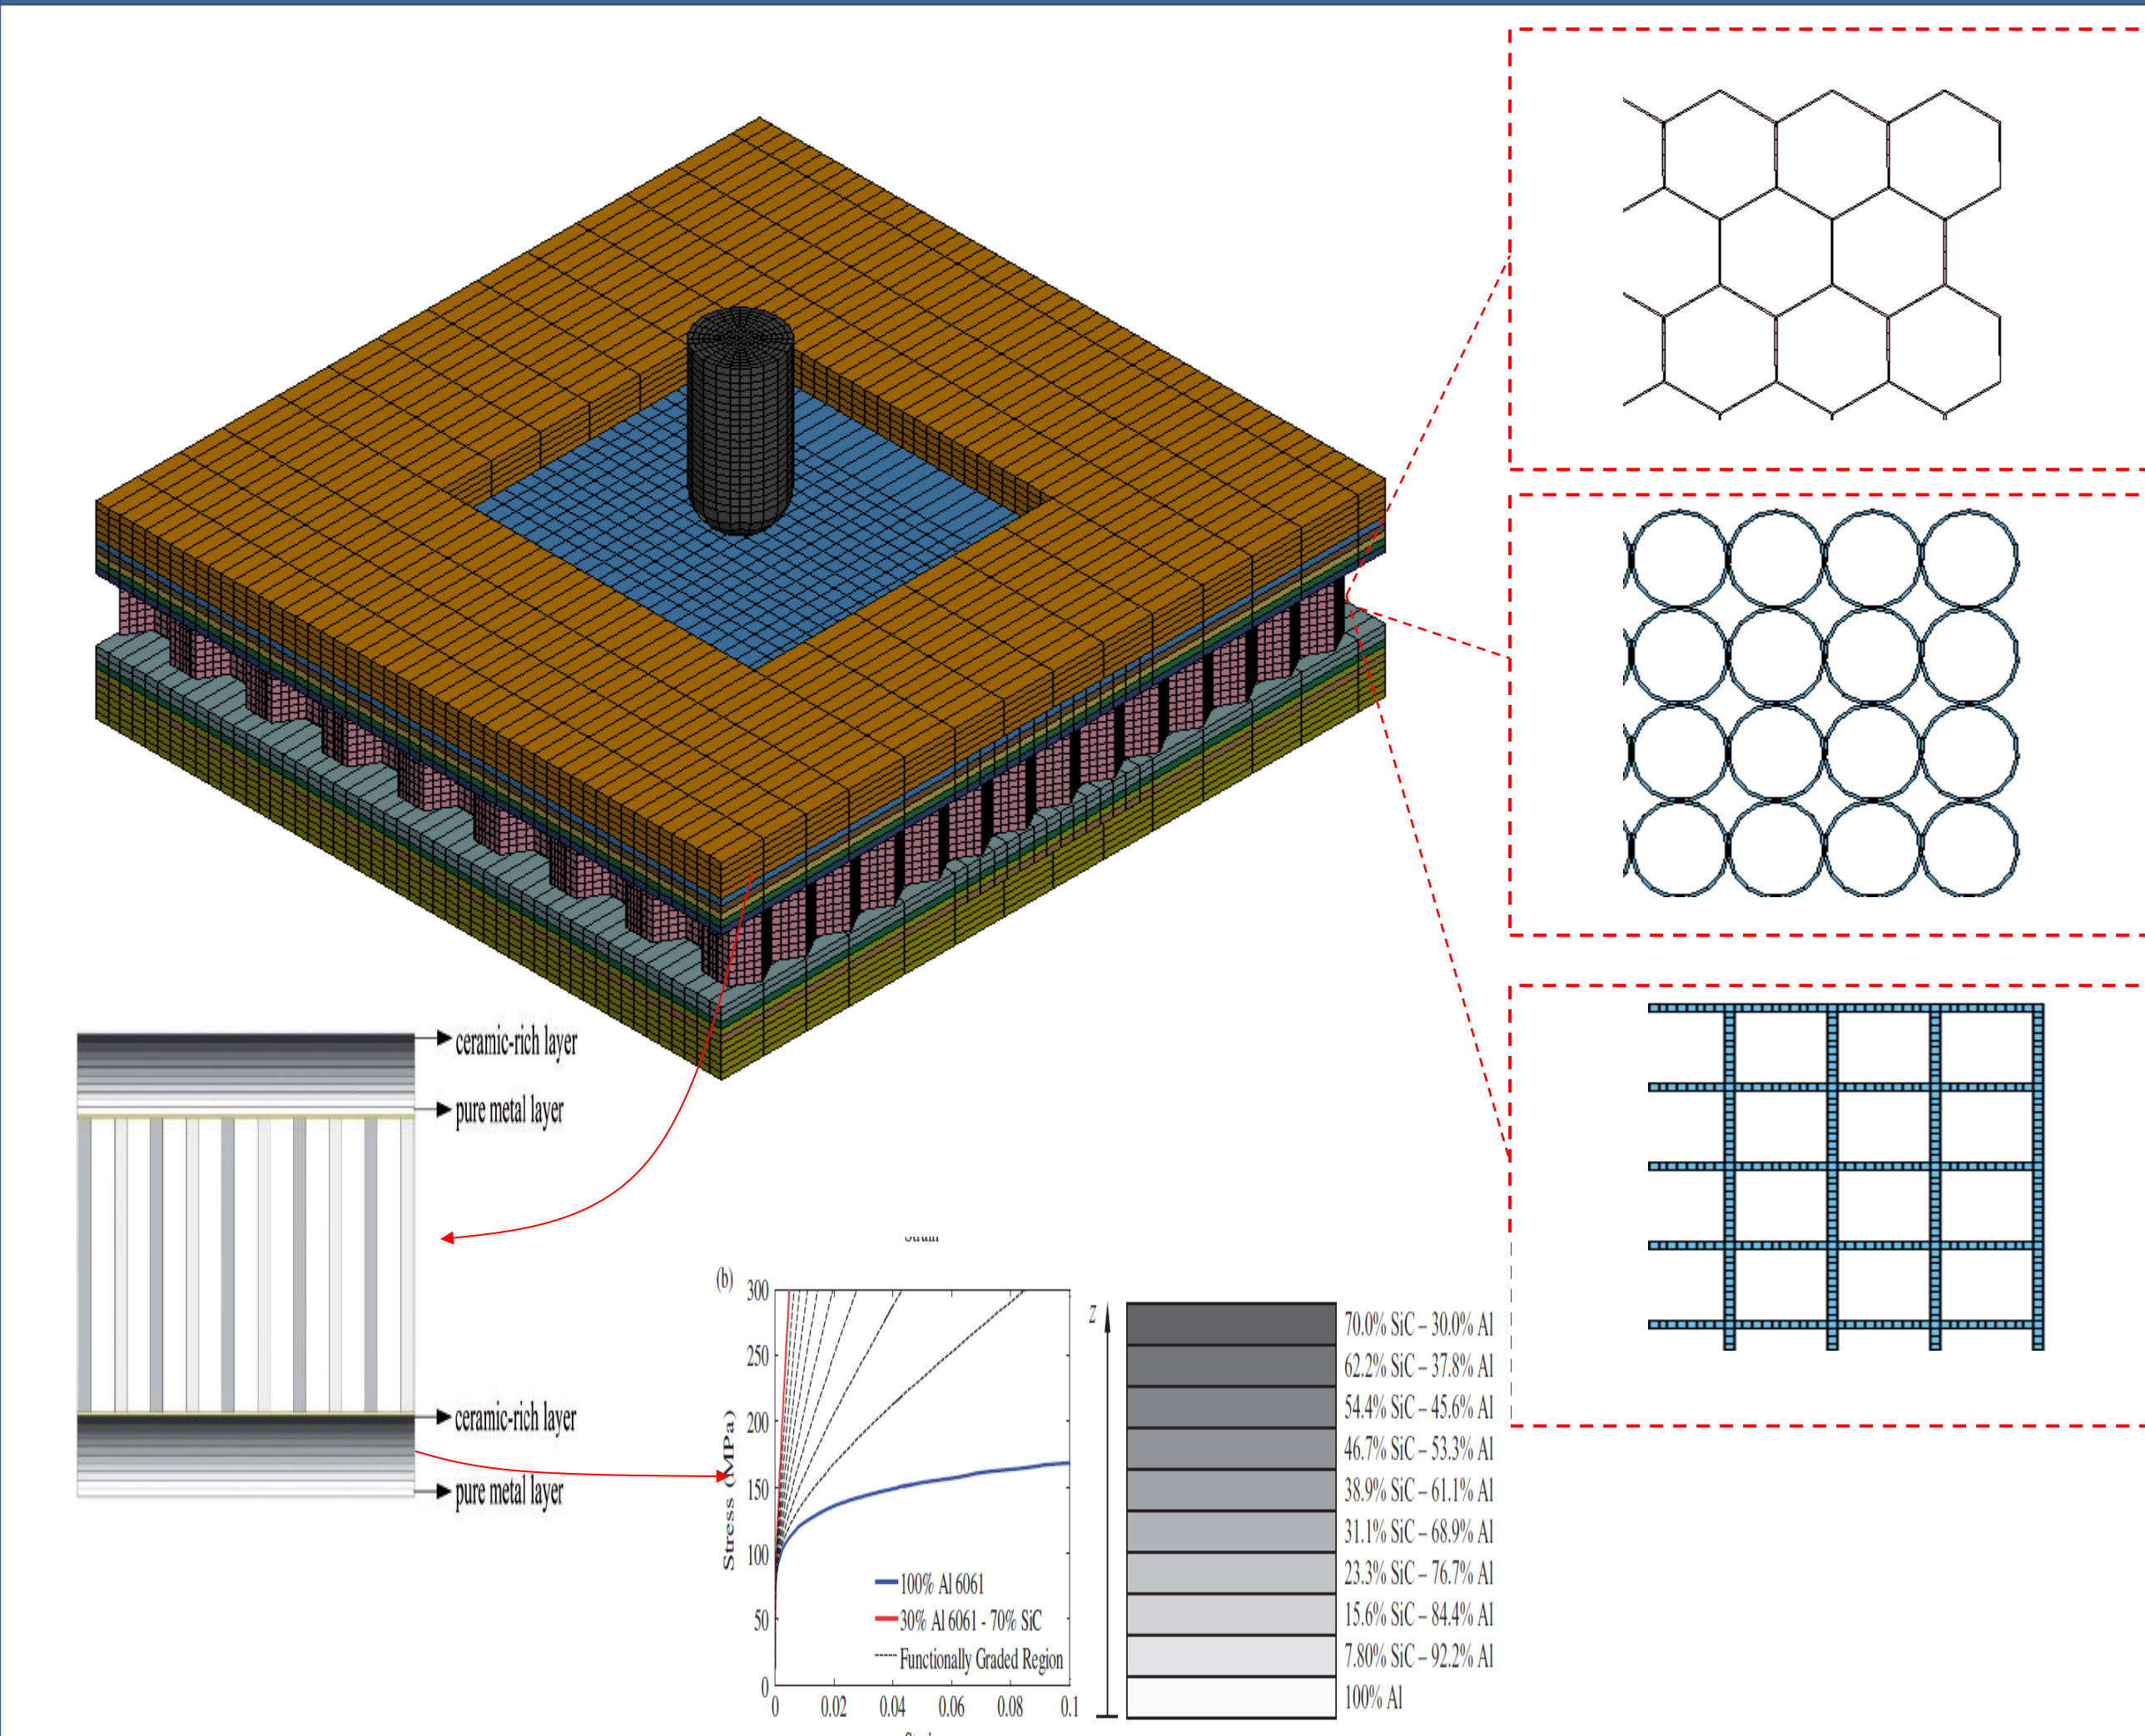 ceramic-rich layer
pure metal layer
ceramic-rich layer
pure metal layer
(b)
300
250
200
150
100
50
0
Stress (MPa)
0 0.02 0.04 0.06 0.08 0.1
100% Al 6061
30% Al 6061 - 70% SiC
Functionally Graded Region
z
70.0% SiC – 30.0% Al
62.2% SiC – 37.8% Al
54.4% SiC – 45.6% Al
46.7% SiC – 53.3% Al
38.9% SiC – 61.1% Al
31.1% SiC – 68.9% Al
23.3% SiC – 76.7% Al
15.6% SiC – 84.4% Al
7.80% SiC – 92.2% Al
100% Al